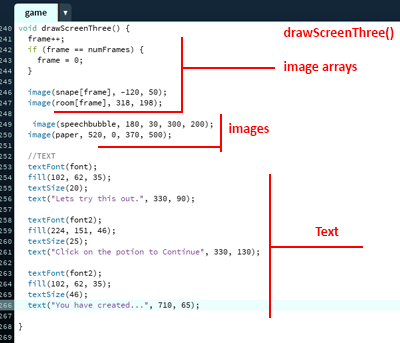 game ▼
240 void drawScreenThree() {
241 frame++;
242 if (frame == numFrames) {
243 frame = 0;
244 }
245
246 image(snape[frame], -120, 50);
247 image(room[frame], 318, 198);
248
249 image(speechbubble, 180, 30, 300, 200);
250 image(paper, 520, 0, 370, 500);
251
252 //TEXT
253 textFont(font);
254 fill(102, 62, 35);
255 textSize(20);
256 text("Lets try this out.", 330, 90);
257
258 textFont(font2);
259 fill(224, 151, 46);
260 textSize(25);
261 text("Click on the potion to Continue", 330, 130);
262
263 textFont(font2);
264 fill(102, 62, 35);
265 textSize(46);
266 text("You have created...", 710, 65);
267
268 }
269
drawScreenThree()
image arrays
images
Text